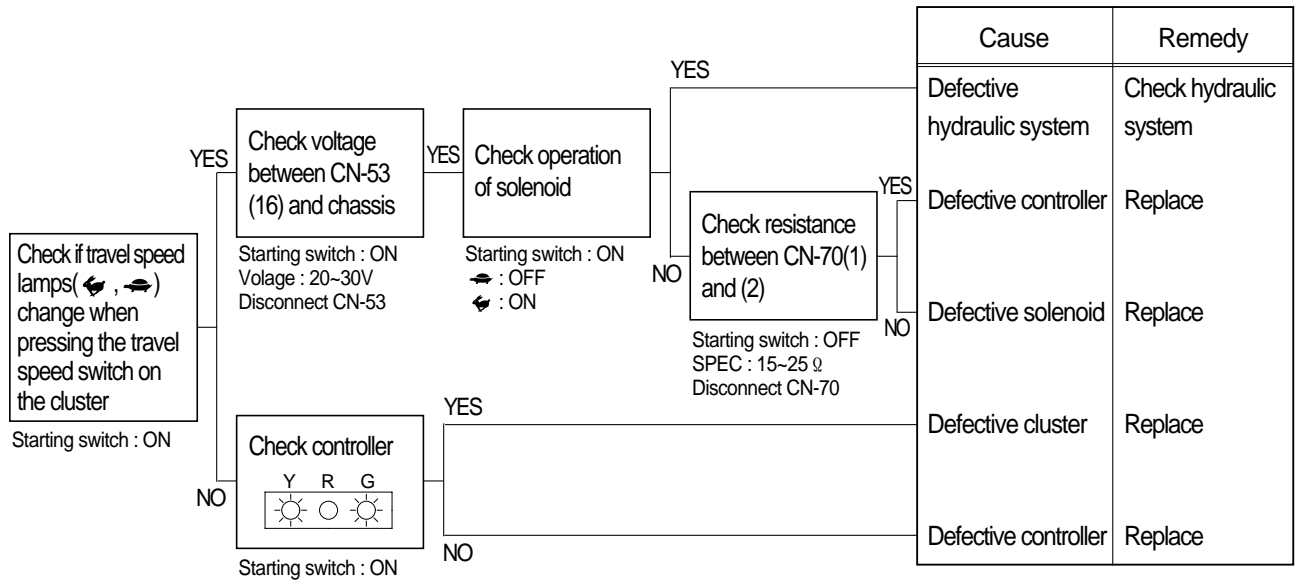 Check if travel speed
lamps( , )
change when
pressing the travel
speed switch on
the cluster
Starting switch : ON
YES
Check voltage
between CN-53
(16) and chassis
Starting switch : ON
Volage : 20~30V
Disconnect CN-53
YES
Check operation
of solenoid
Starting switch : ON
: OFF
: ON
YES
NO
Check resistance
between CN-70(1)
and (2)
Starting switch : OFF
SPEC : 15~25 Ω
Disconnect CN-70
YES
NO
NO
Check controller
Y R G
Starting switch : ON
YES
NO
Cause Remedy
Defective Check hydraulic
hydraulic system system
Defective controller Replace
Defective solenoid Replace
Defective cluster Replace
Defective controller Replace